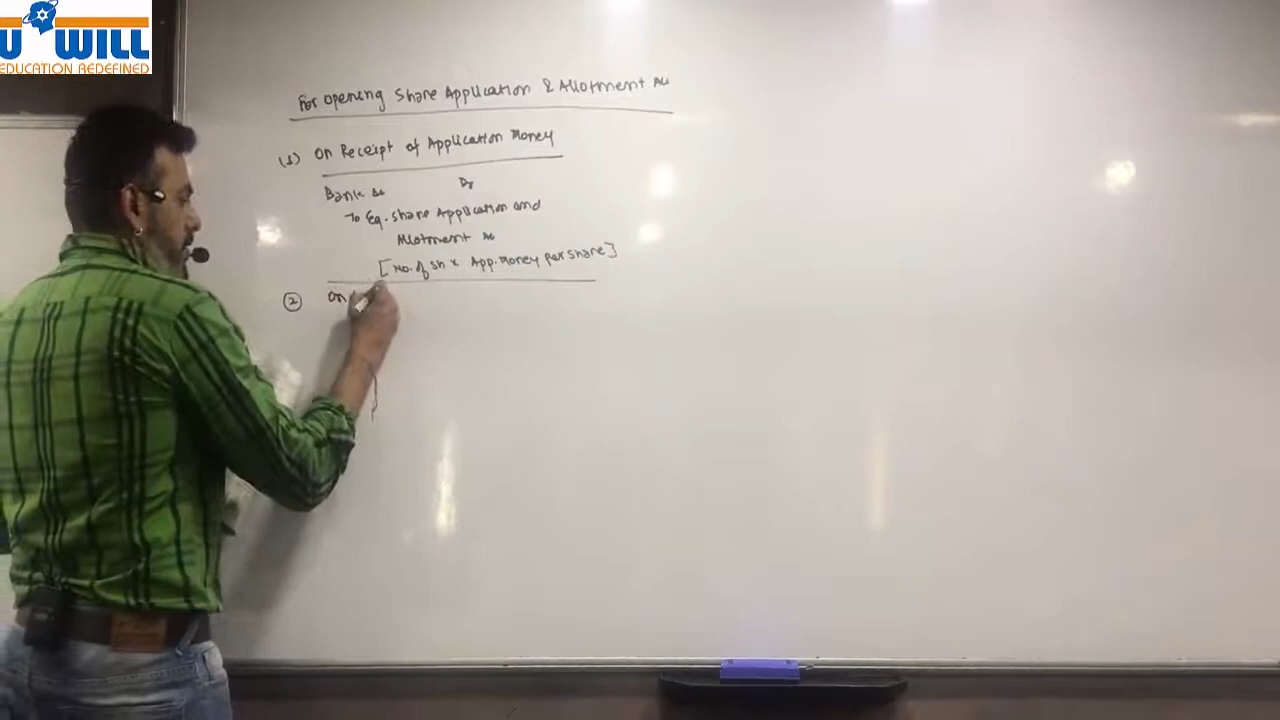 U WILL
EDUCATION REDEFINED
For opening Share Application & Allotment A/c
(1) On Receipt of Application Money
Bank A/c Dr
To Eq. Share Application and
Allotment A/c
[No. of sh x App. Money per share]
② On